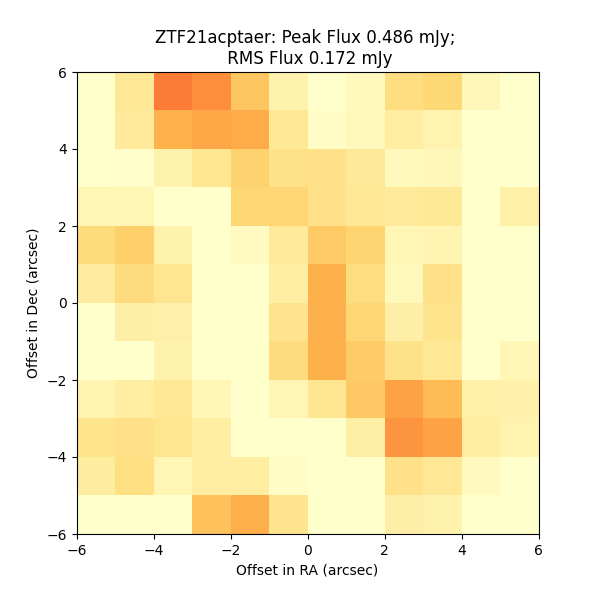 ZTF21acptaer: Peak Flux 0.486 mJy;
RMS Flux 0.172 mJy
6
4
2
0
−2
−4
−6
Offset in Dec (arcsec)
−6 −4 −2 0 2 4 6
Offset in RA (arcsec)